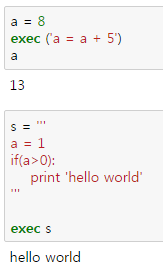 a = 8
exec ('a = a + 5')
a
13
s = '''
a = 1
if(a>0):
    print 'hello world'
'''
exec s
hello world